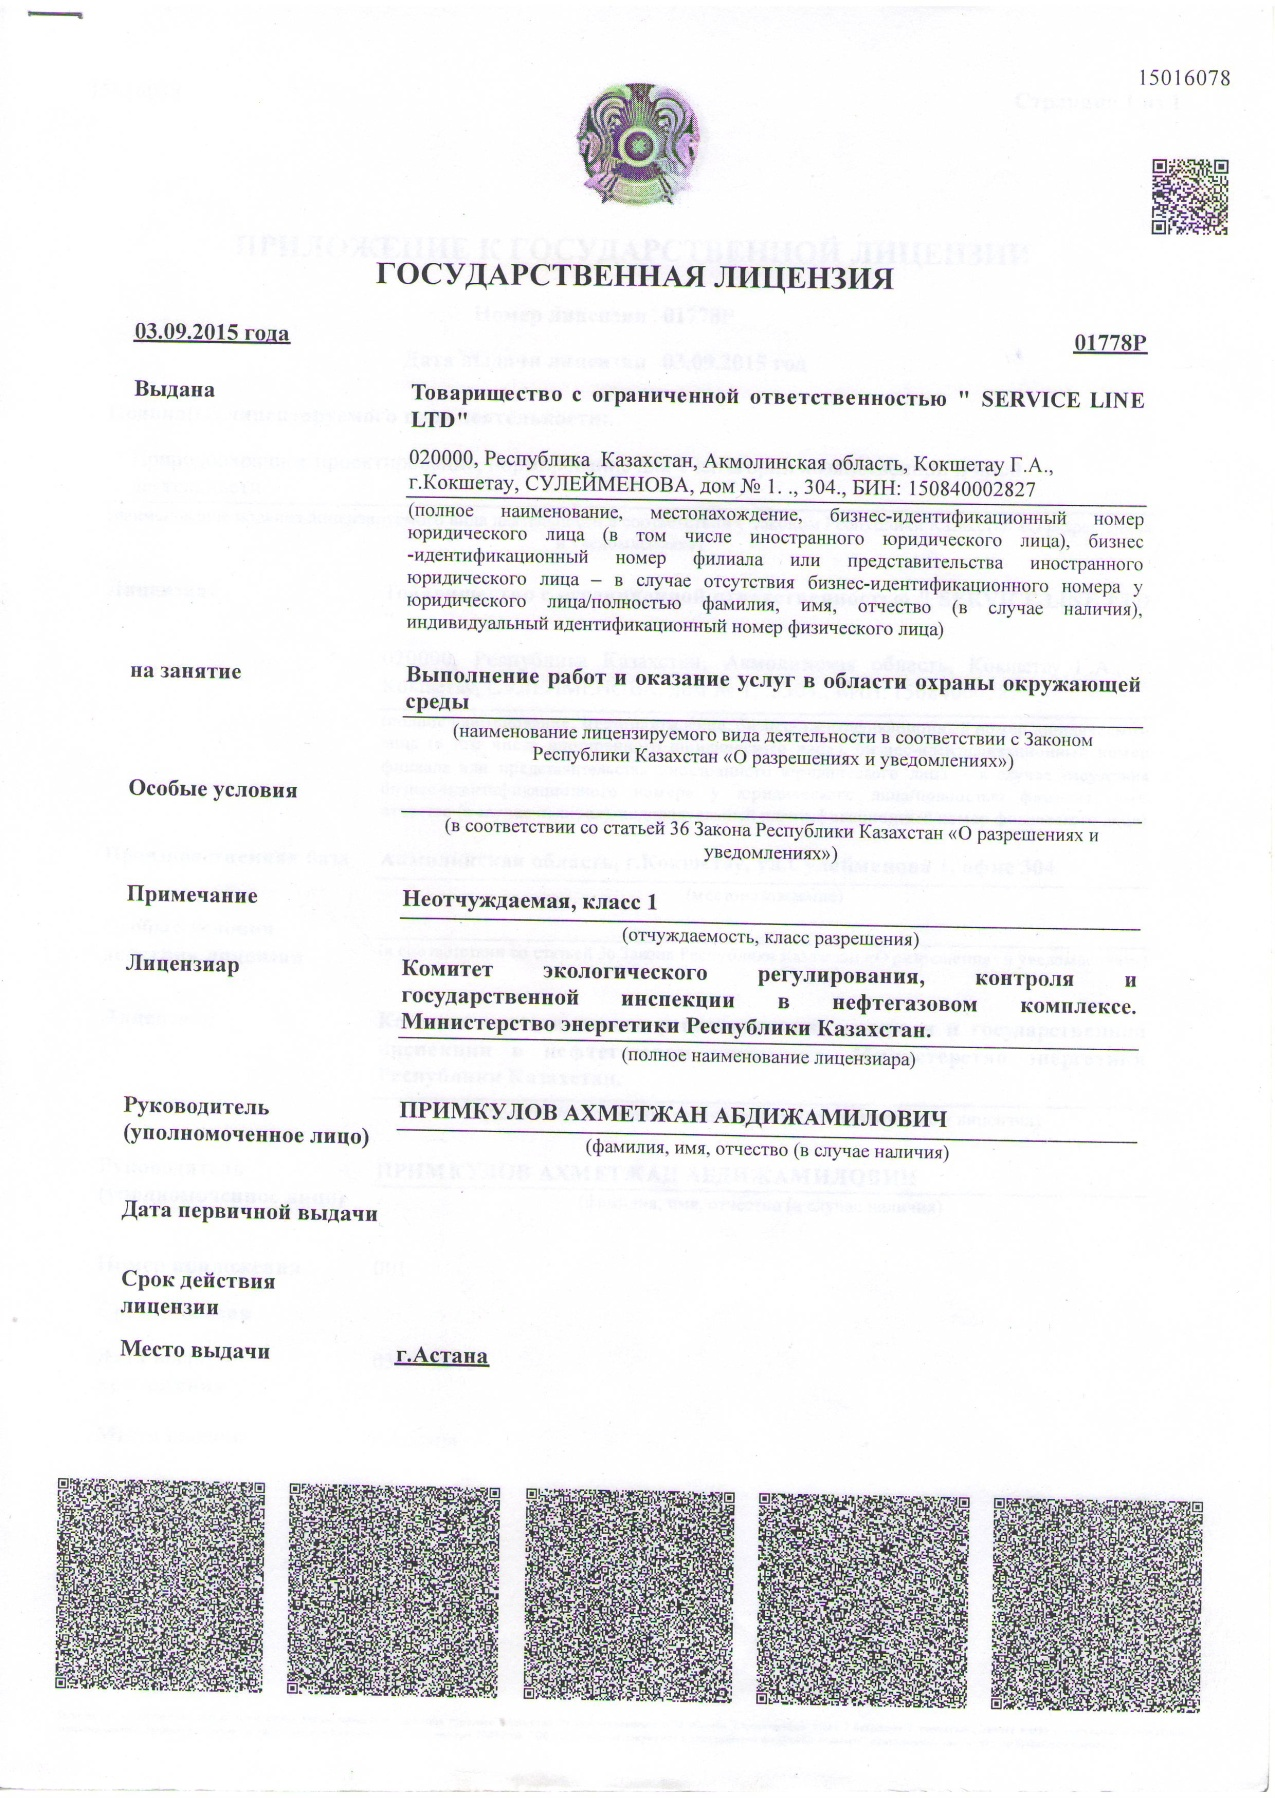 15016078
ГОСУДАРСТВЕННАЯ ЛИЦЕНЗИЯ
03.09.2015 года
01778Р
Выдана
Товарищество с ограниченной ответственностью " SERVICE LINE
LTD"
020000, Республика Казахстан, Акмолинская область, Кокшетау Г.А.,
г.Кокшетау, СУЛЕЙМЕНОВА, дом № 1. ., 304., БИН: 150840002827
(полное наименование, местонахождение, бизнес-идентификационный номер
юридического лица (в том числе иностранного юридического лица), бизнес
-идентификационный номер филиала или представительства иностранного
юридического лица – в случае отсутствия бизнес-идентификационного номера у
юридического лица/полностью фамилия, имя, отчество (в случае наличия),
индивидуальный идентификационный номер физического лица)
на занятие
Выполнение работ и оказание услуг в области охраны окружающей
среды
(наименование лицензируемого вида деятельности в соответствии с Законом
Республики Казахстан «О разрешениях и уведомлениях»)
Особые условия
(в соответствии со статьей 36 Закона Республики Казахстан «О разрешениях и
уведомлениях»)
Примечание
Неотчуждаемая, класс 1
(отчуждаемость, класс разрешения)
Лицензиар
Комитет экологического регулирования, контроля и
государственной инспекции в нефтегазовом комплексе.
Министерство энергетики Республики Казахстан.
(полное наименование лицензиара)
Руководитель
(уполномоченное лицо)
ПРИМКУЛОВ АХМЕТЖАН АБДИЖАМИЛОВИЧ
(фамилия, имя, отчество (в случае наличия)
Дата первичной выдачи
Срок действия
лицензии
Место выдачи
г.Астана